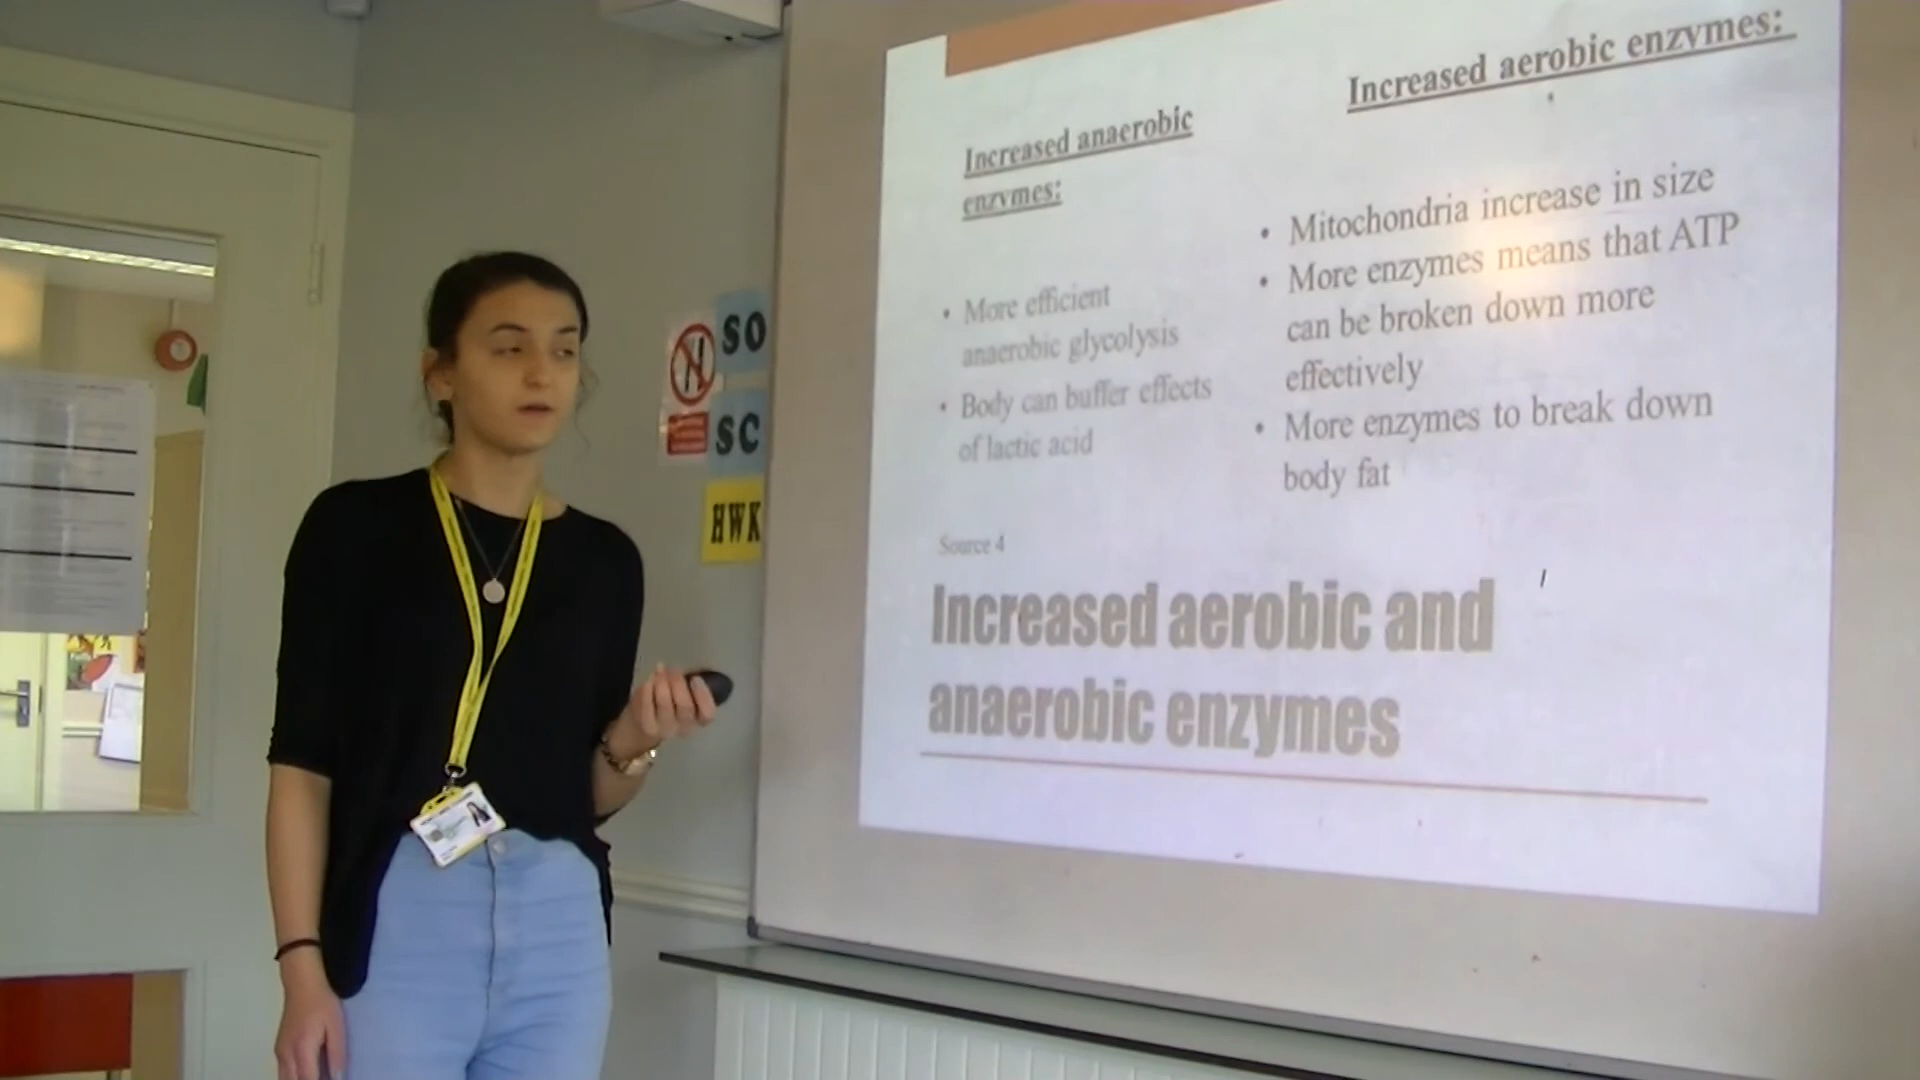 Increased anaerobic
enzymes:
• More efficient
anaerobic glycolysis
• Body can buffer effects
of lactic acid
Increased aerobic enzymes:
• Mitochondria increase in size
• More enzymes means that ATP
can be broken down more
effectively
• More enzymes to break down
body fat
Source 4
Increased aerobic and
anaerobic enzymes
SO
SC
HWK